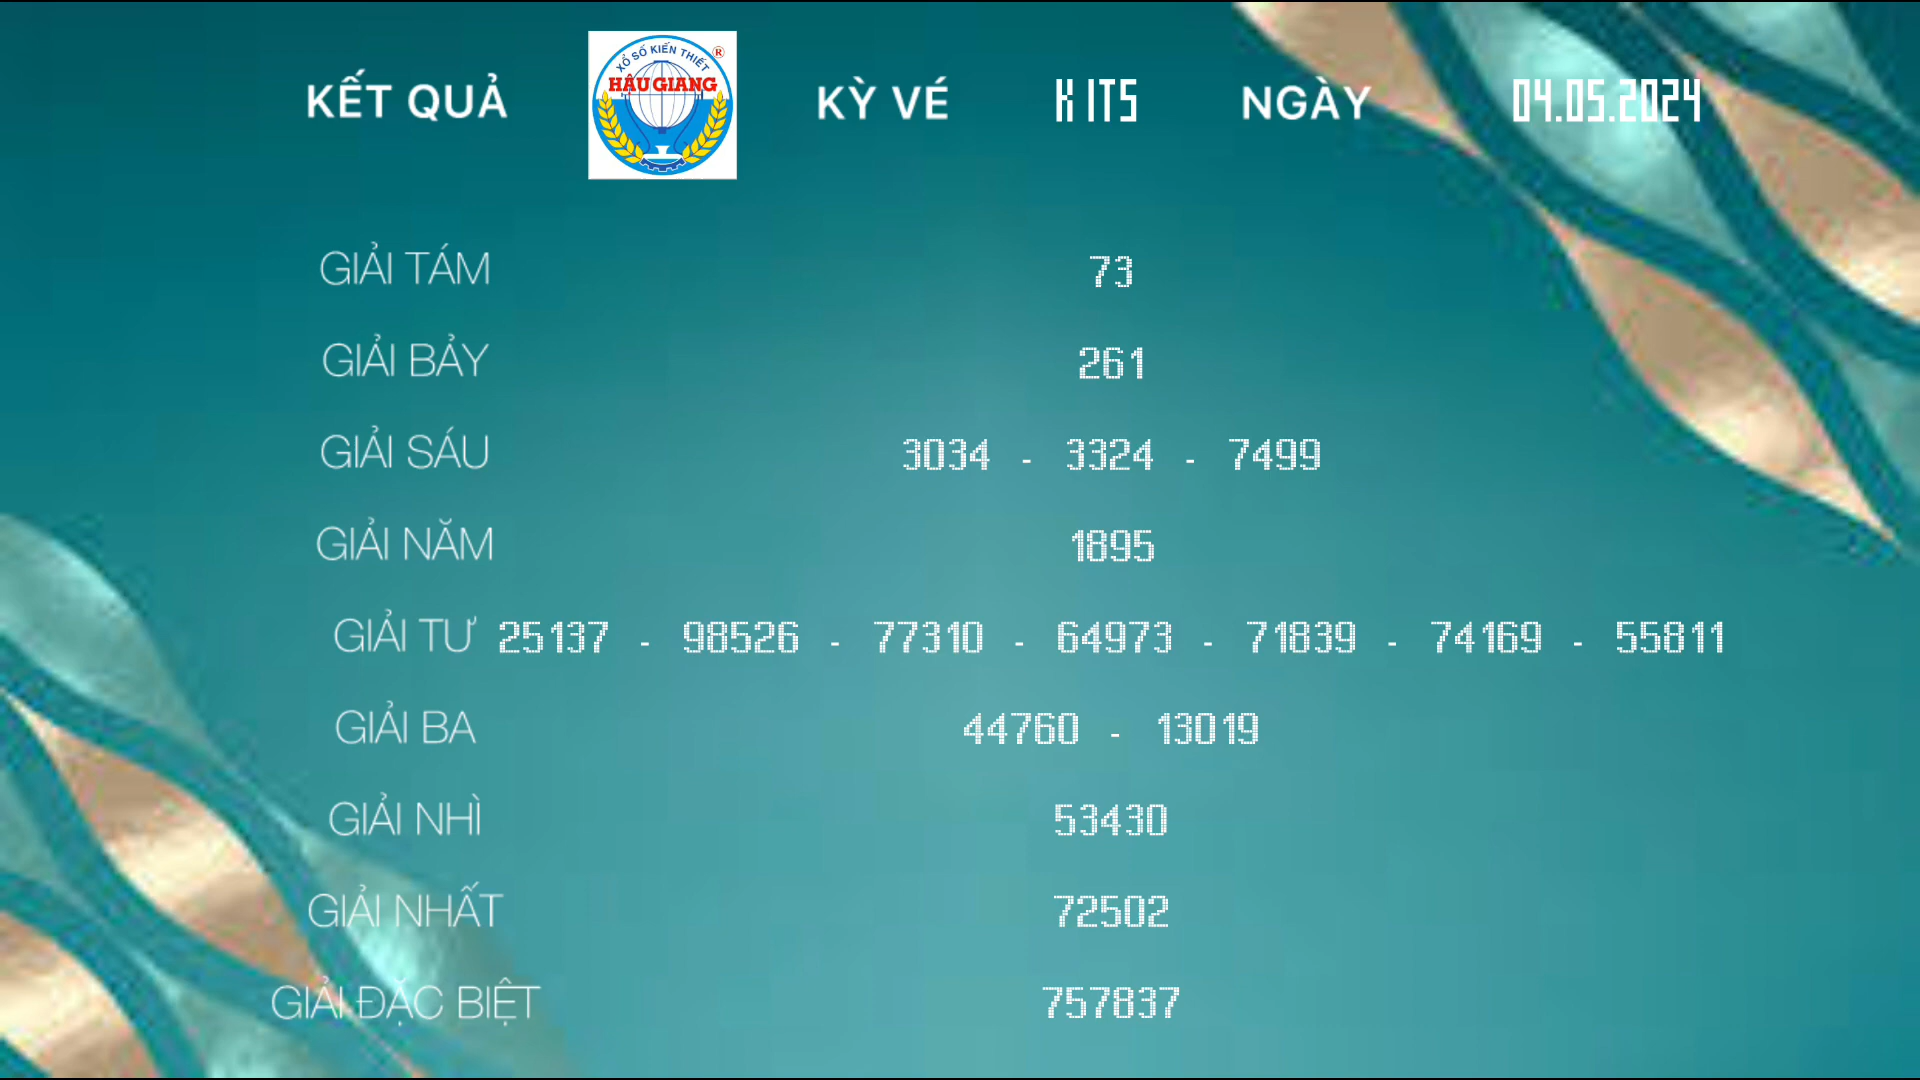 KẾT QUẢ XỔ SỐ KIẾN THIẾT ® HẬU GIANG KỲ VÉ K1T5 NGÀY 04.05.2024
GIẢI TÁM 73
GIẢI BẢY 261
GIẢI SÁU 3034 - 3324 - 7499
GIẢI NĂM 1895
GIẢI TƯ 25137 - 98526 - 77310 - 64973 - 71839 - 74169 - 55811
GIẢI BA 44760 - 13019
GIẢI NHÌ 53430
GIẢI NHẤT 72502
GIẢI ĐẶC BIỆT 757837